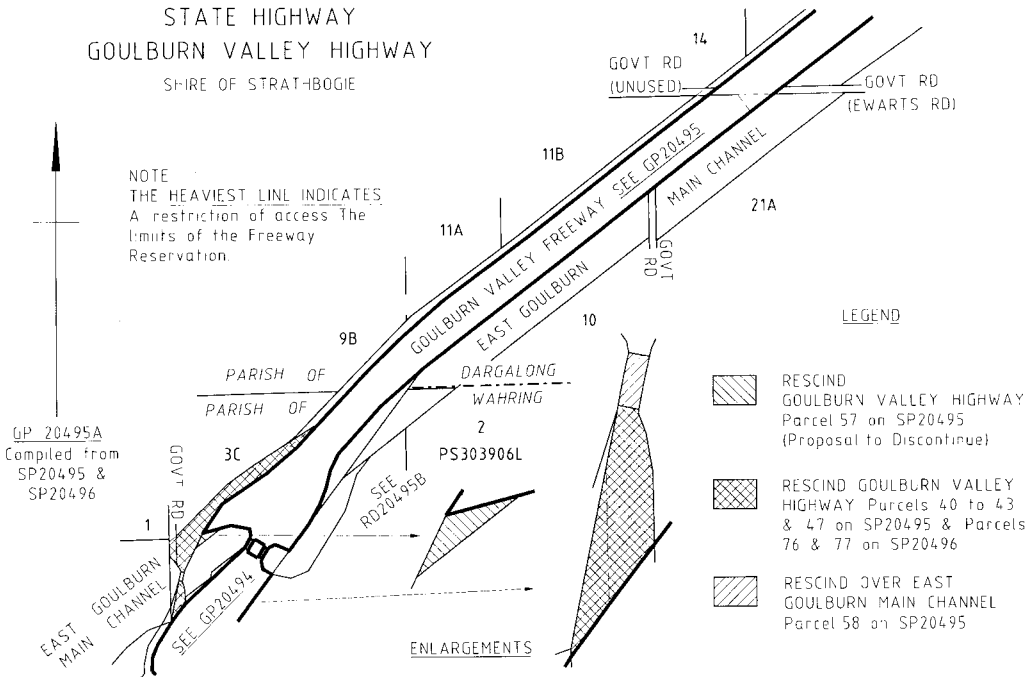 STATE HIGHWAY
GOULBURN VALLEY HIGHWAY
SHIRE OF STRATHBOGIE
14
GOVT RD
(UNUSED)
GOVT RD
(EWARTS RD)
NOTE
THE HEAVIEST LINE INDICATES
A restriction of access The
limits of the Freeway
Reservation.
11B
11A
9B
GOULBURN VALLEY FREEWAY SEE GP20495
EAST GOULBURN MAIN CHANNEL
21A
GOVT
RD
10
PARISH OF DARGALONG
PARISH OF WAHRING
GP 20495A
Compiled from
SP20495 &
SP20496
GOVT RD
3C
2
PS303906L
SEE
RD20495B
1
EAST GOULBURN
MAIN CHANNEL
SEE GP20494
ENLARGEMENTS
LEGEND
RESCIND
GOULBURN VALLEY HIGHWAY
Parcel 57 on SP20495
(Proposal to Discontinue)
RESCIND GOULBURN VALLEY
HIGHWAY Parcels 40 to 43
& 47 on SP20495 & Parcels
76 & 77 on SP20496
RESCIND OVER EAST
GOULBURN MAIN CHANNEL
Parcel 58 on SP20495